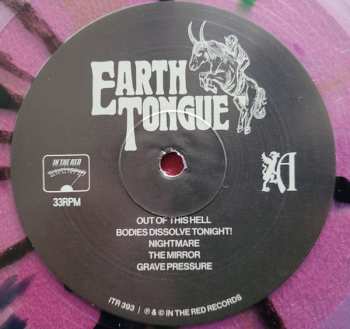 EARTH
TONGUE
IN THE RED
33RPM
A
OUT OF THIS HELL
BODIES DISSOLVE TONIGHT!
NIGHTMARE
THE MIRROR
GRAVE PRESSURE
ITR 393 | ℗ & © IN THE RED RECORDS